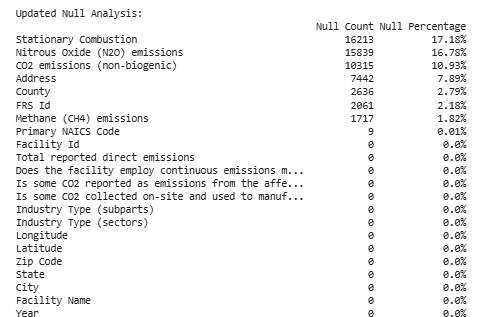 Updated Null Analysis:
Null Count Null Percentage
Stationary Combustion 16213 17.18%
Nitrous Oxide (N2O) emissions 15839 16.78%
CO2 emissions (non-biogenic) 10315 10.93%
Address 7442 7.89%
County 2636 2.79%
FRS Id 2061 2.18%
Methane (CH4) emissions 1717 1.82%
Primary NAICS Code 9 0.01%
Facility Id 0 0.0%
Total reported direct emissions 0 0.0%
Does the facility employ continuous emissions m... 0 0.0%
Is some CO2 reported as emissions from the affe... 0 0.0%
Is some CO2 collected on-site and used to manuf... 0 0.0%
Industry Type (subparts) 0 0.0%
Industry Type (sectors) 0 0.0%
Longitude 0 0.0%
Latitude 0 0.0%
Zip Code 0 0.0%
State 0 0.0%
City 0 0.0%
Facility Name 0 0.0%
Year 0 0.0%